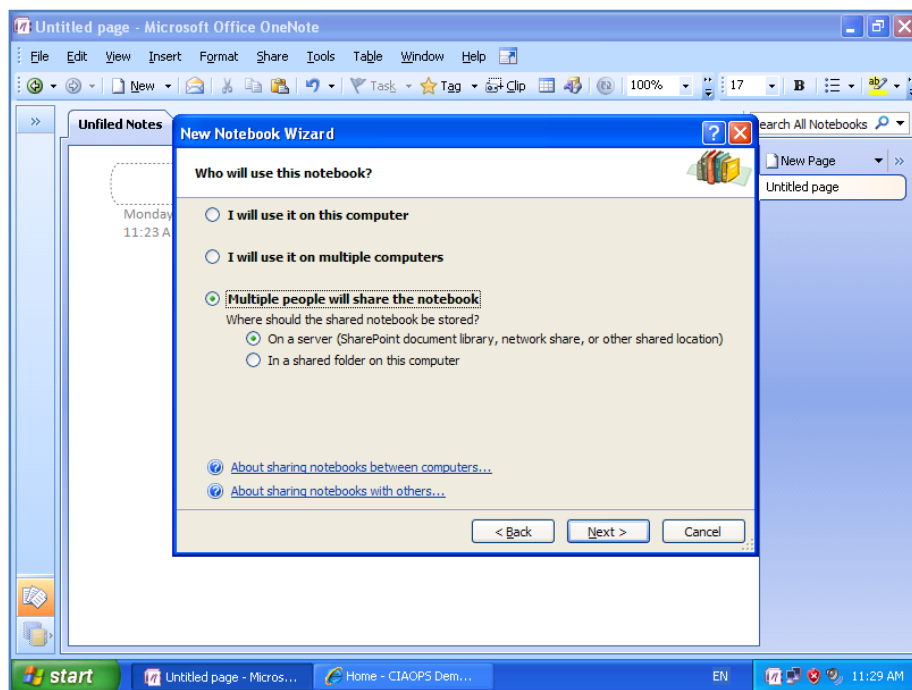 Untitled page - Microsoft Office OneNote
File Edit View Insert Format Share Tools Table Window Help
New Task Tag Clip 100% 17 B ab
Unfiled Notes
earch All Notebooks
New Page
Untitled page
Monday
11:23 A
New Notebook Wizard
Who will use this notebook?
I will use it on this computer
I will use it on multiple computers
Multiple people will share the notebook
Where should the shared notebook be stored?
On a server (SharePoint document library, network share, or other shared location)
In a shared folder on this computer
About sharing notebooks between computers...
About sharing notebooks with others...
< Back Next > Cancel
start Untitled page - Micros... Home - CIAOPS Dem... EN 11:29 AM